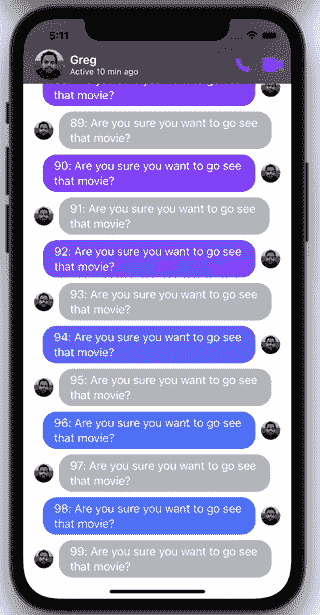 5:11
Greg
Active 10 min ago
that movie?
89: Are you sure you want to go see
that movie?
90: Are you sure you want to go see
that movie?
91: Are you sure you want to go see
that movie?
92: Are you sure you want to go see
that movie?
93: Are you sure you want to go see
that movie?
94: Are you sure you want to go see
that movie?
95: Are you sure you want to go see
that movie?
96: Are you sure you want to go see
that movie?
97: Are you sure you want to go see
that movie?
98: Are you sure you want to go see
that movie?
99: Are you sure you want to go see
that movie?